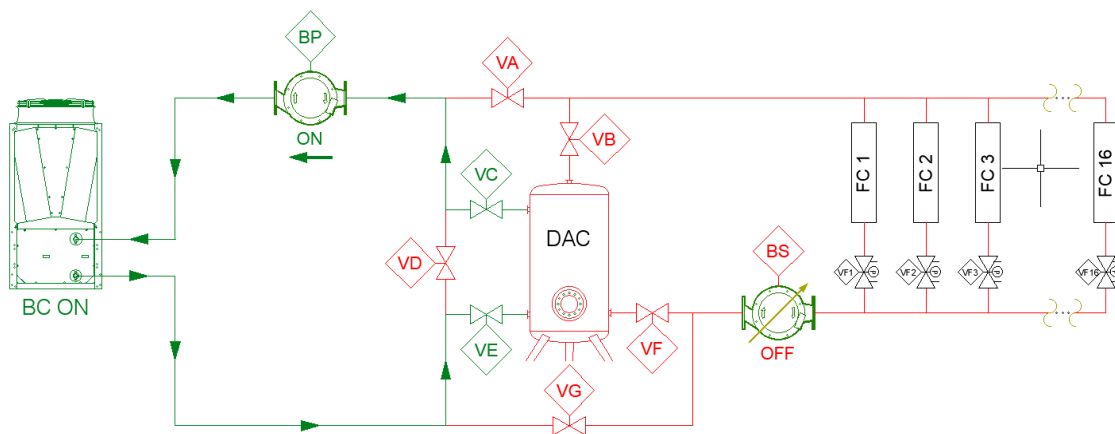 BP
ON
VA
VB
VC
VD
VE
DAC
VF
VG
BS
OFF
BC ON
FC 1
FC 2
FC 3
FC 16
VF1
VF2
VF3
VF16